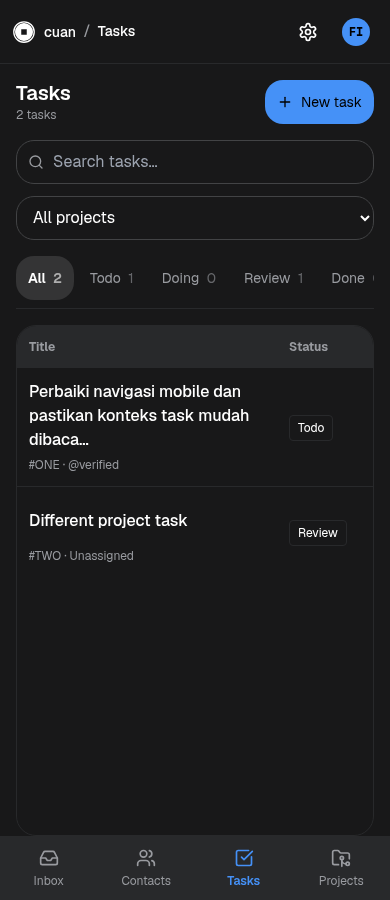 cuan / Tasks
FI
Tasks
2 tasks
New task
Search tasks...
All projects
All 2 Todo 1 Doing 0 Review 1 Done
Title Status
Perbaiki navigasi mobile dan
pastikan konteks task mudah
dibaca...
Todo
#ONE · @verified
Different project task
Review
#TWO · Unassigned
Inbox Contacts Tasks Projects